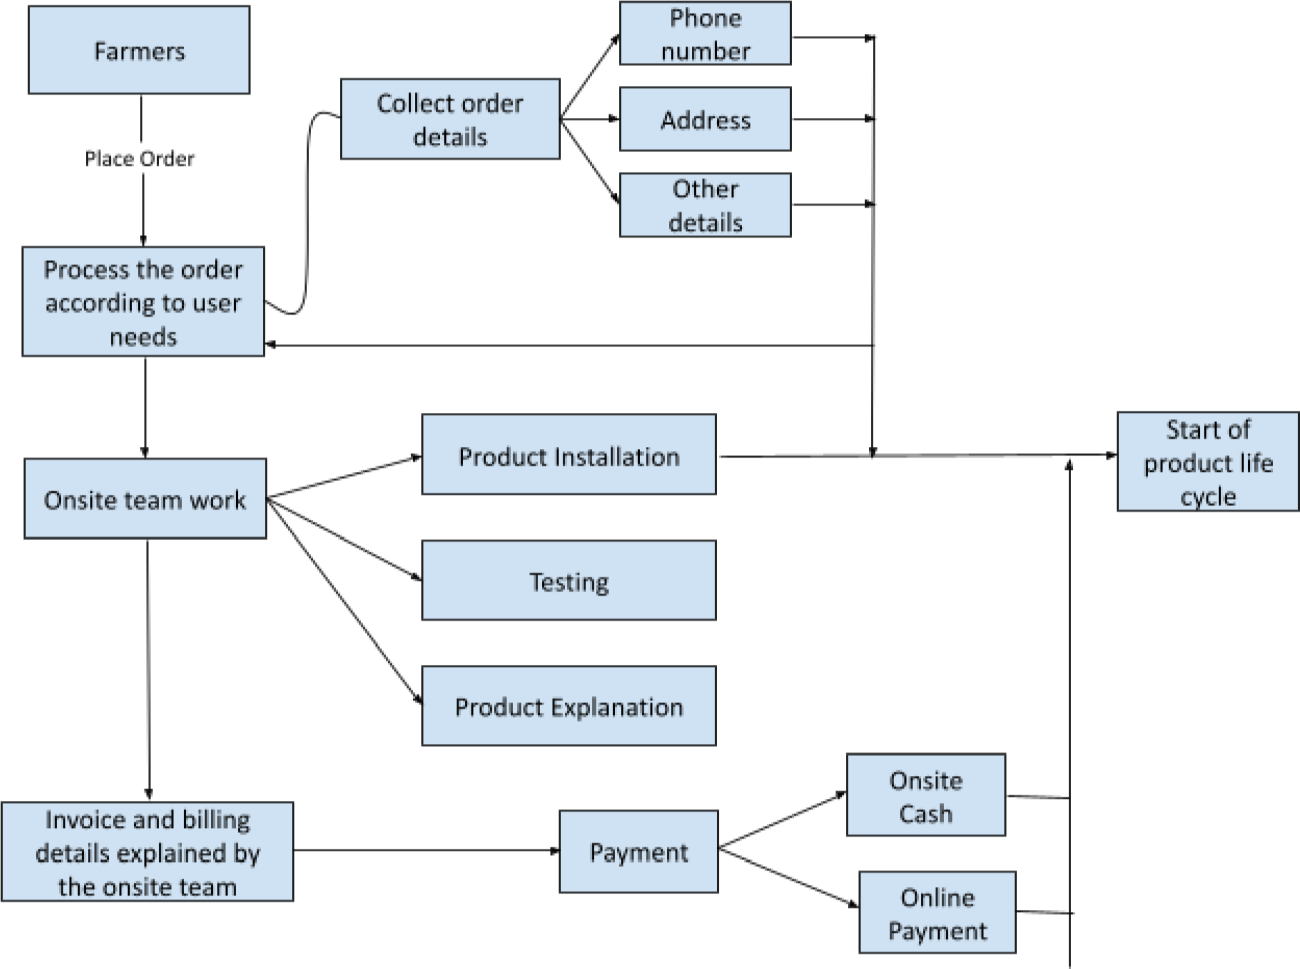 Farmers
Place Order
Process the order
according to user
needs
Collect order
details
Phone
number
Address
Other
details
Onsite team work
Product Installation
Testing
Product Explanation
Start of
product life
cycle
Invoice and billing
details explained by
the onsite team
Payment
Onsite
Cash
Online
Payment